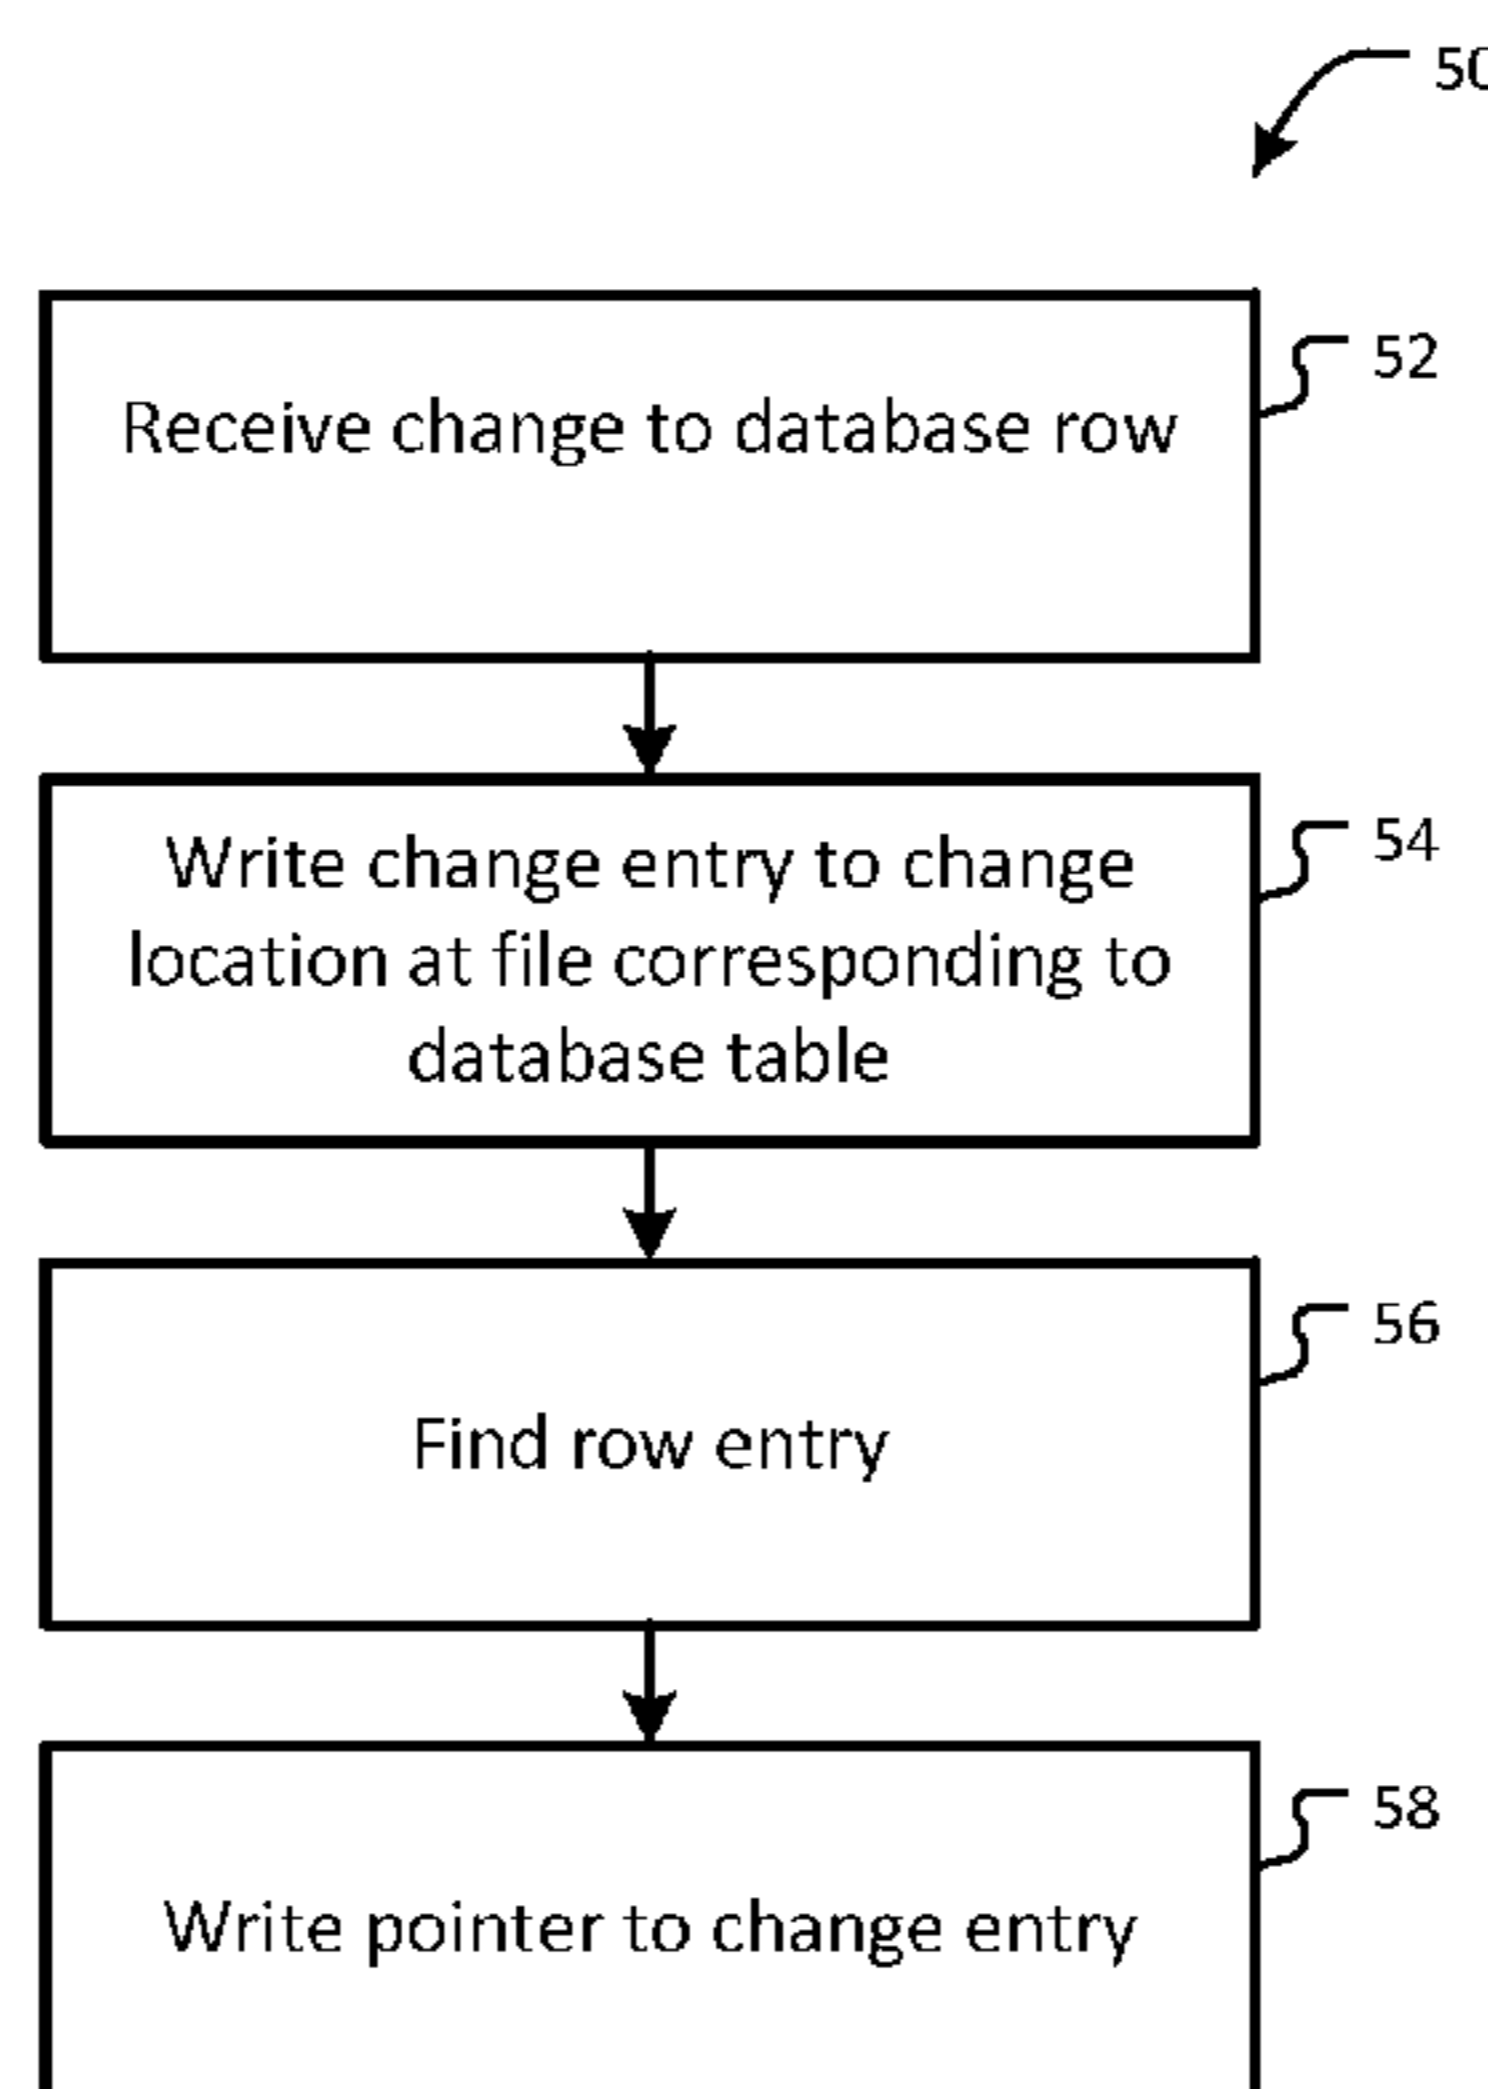 50
Receive change to database row
52
Write change entry to change
location at file corresponding to
database table
54
Find row entry
56
Write pointer to change entry
58